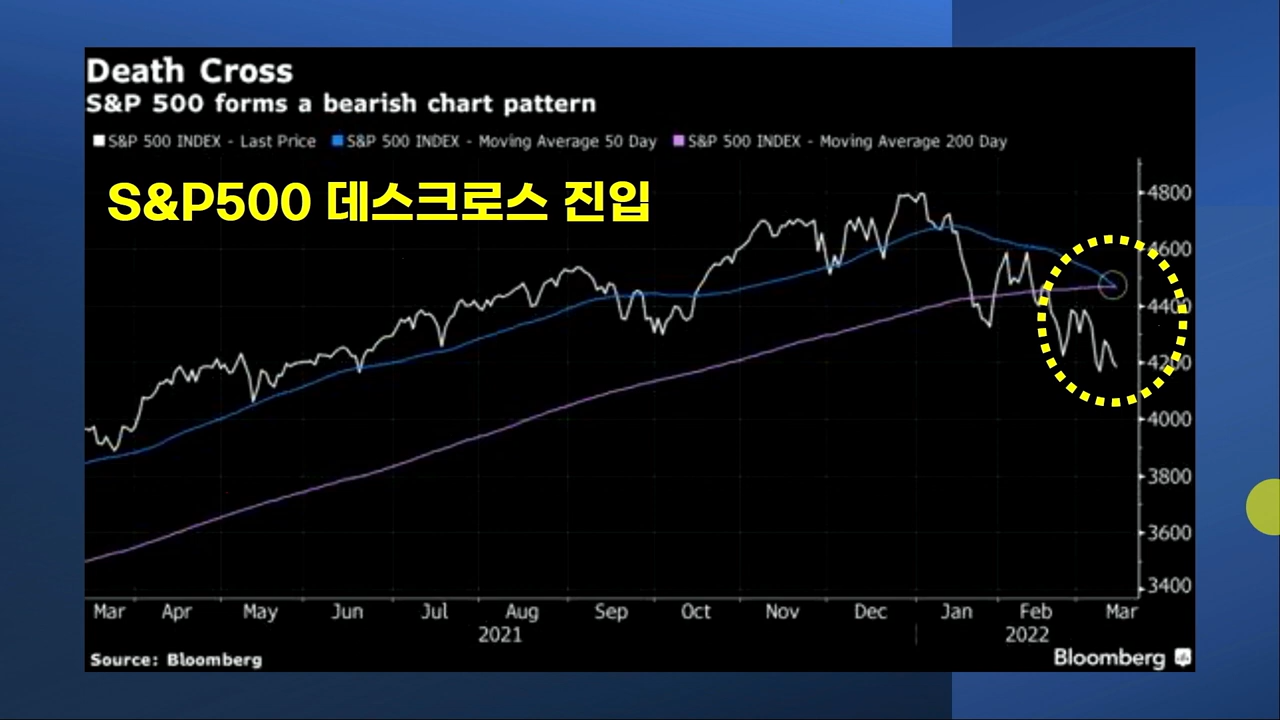 Death Cross
S&P 500 forms a bearish chart pattern
S&P 500 INDEX - Last Price S&P 500 INDEX - Moving Average 50 Day S&P 500 INDEX - Moving Average 200 Day
S&P500 데스크로스 진입
4800
4600
4400
4200
4000
3800
3600
3400
Mar Apr May Jun Jul Aug Sep Oct Nov Dec Jan Feb Mar
2021 2022
Source: Bloomberg
Bloomberg